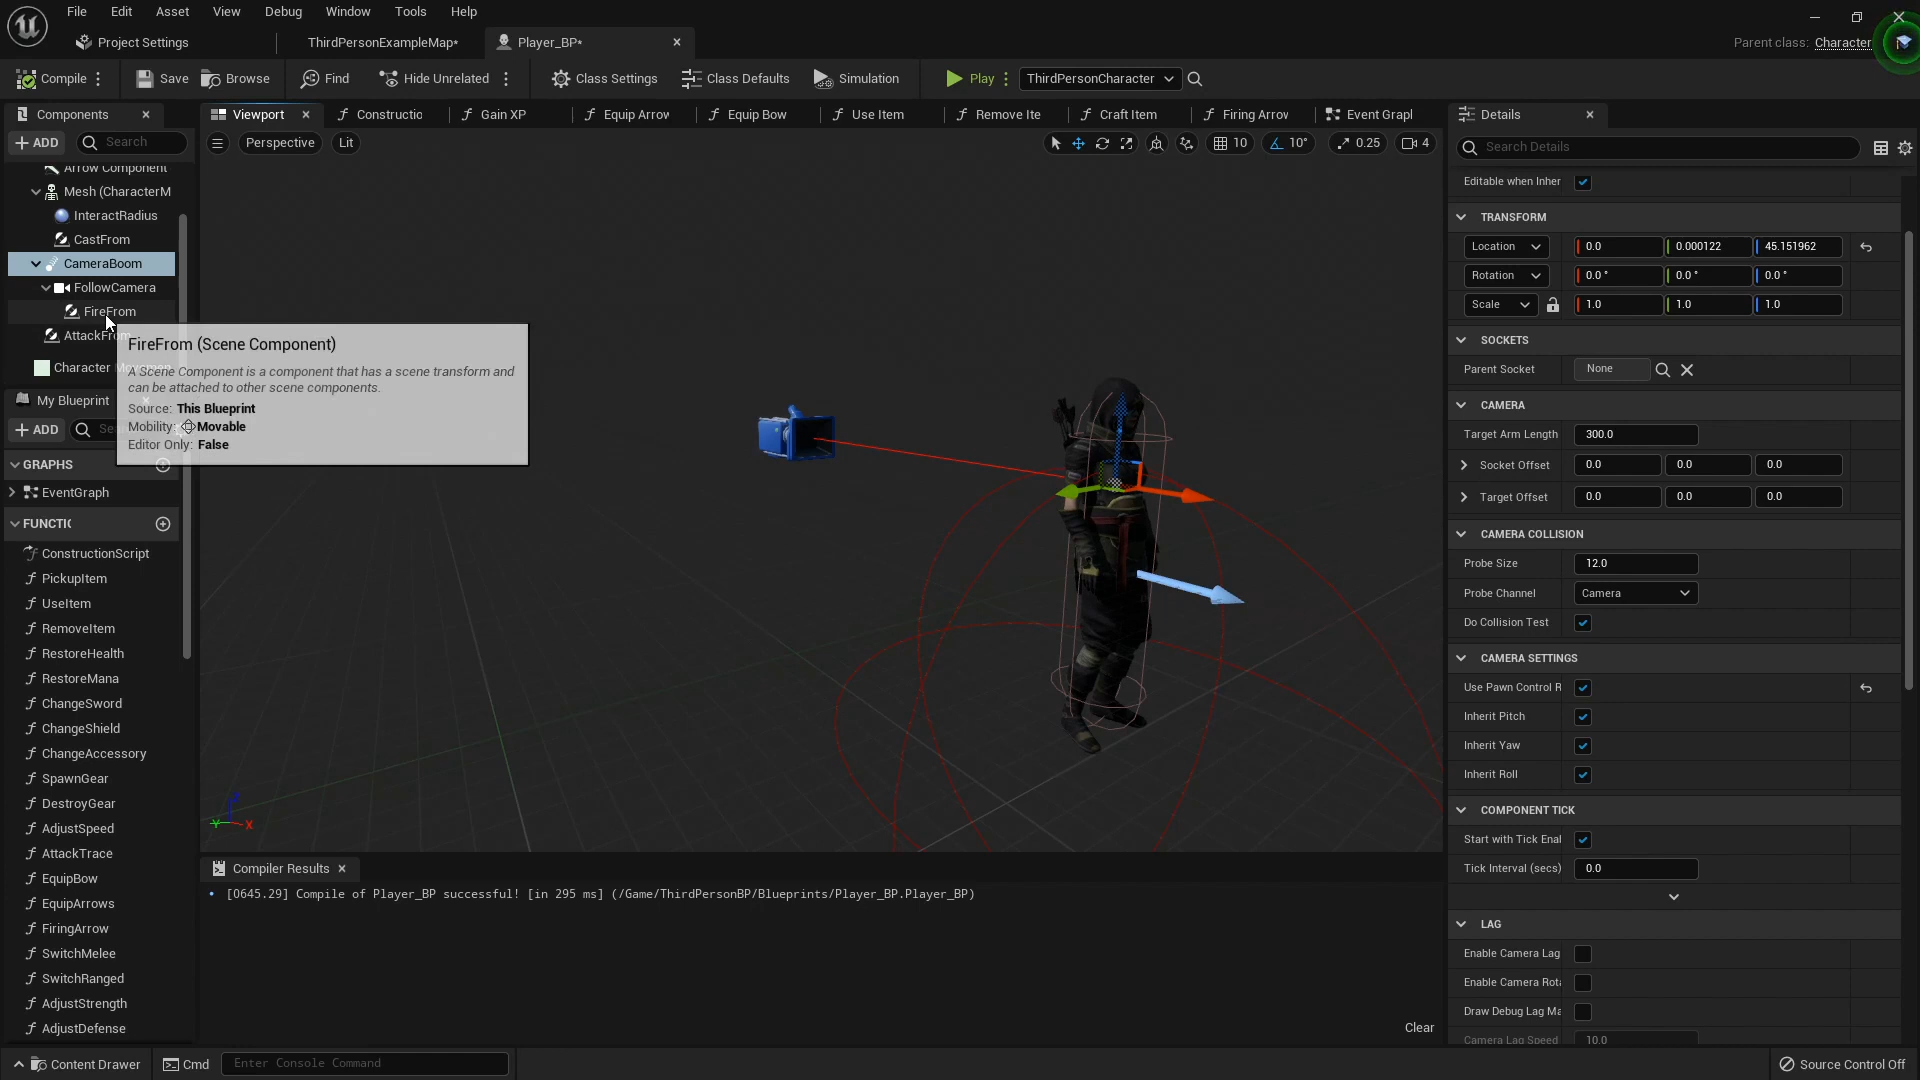 File Edit Asset View Debug Window Tools Help
Project Settings ThirdPersonExampleMap* Player_BP* Parent class: Character
Compile Save Browse Find Hide Unrelated Class Settings Class Defaults Simulation Play ThirdPersonCharacter
Components
ADD Search
Arrow Component
Mesh (CharacterM
InteractRadius
CastFrom
CameraBoom
FollowCamera
FireFrom
AttackFrom
Character
My Blueprint
ADD
GRAPHS
EventGraph
FUNCTIC
ConstructionScript
PickupItem
UseItem
RemoveItem
RestoreHealth
RestoreMana
ChangeSword
ChangeShield
ChangeAccessory
SpawnGear
DestroyGear
AdjustSpeed
AttackTrace
EquipBow
EquipArrows
FiringArrow
SwitchMelee
SwitchRanged
AdjustStrength
AdjustDefense
FireFrom (Scene Component)
A Scene Component is a component that has a scene transform and
can be attached to other scene components.
Source: This Blueprint
Mobility: Movable
Editor Only: False
Viewport Constructio Gain XP Equip Arrow Equip Bow Use Item Remove Ite Craft Item Firing Arrow Event Grapl
Perspective Lit 10 10° 0.25 4
Z
Y X
Compiler Results
[0645.29] Compile of Player_BP successful! [in 295 ms] (/Game/ThirdPersonBP/Blueprints/Player_BP.Player_BP)
Clear
Details
Search Details
Editable when Inher
TRANSFORM
Location 0.0 0.000122 45.151962
Rotation 0.0 ° 0.0 ° 0.0 °
Scale 1.0 1.0 1.0
SOCKETS
Parent Socket None
CAMERA
Target Arm Length 300.0
Socket Offset 0.0 0.0 0.0
Target Offset 0.0 0.0 0.0
CAMERA COLLISION
Probe Size 12.0
Probe Channel Camera
Do Collision Test
CAMERA SETTINGS
Use Pawn Control R
Inherit Pitch
Inherit Yaw
Inherit Roll
COMPONENT TICK
Start with Tick Enal
Tick Interval (secs) 0.0
LAG
Enable Camera Lag
Enable Camera Rota
Draw Debug Lag Ma
Camera Lag Speed 10.0
Content Drawer Cmd Enter Console Command Source Control Off